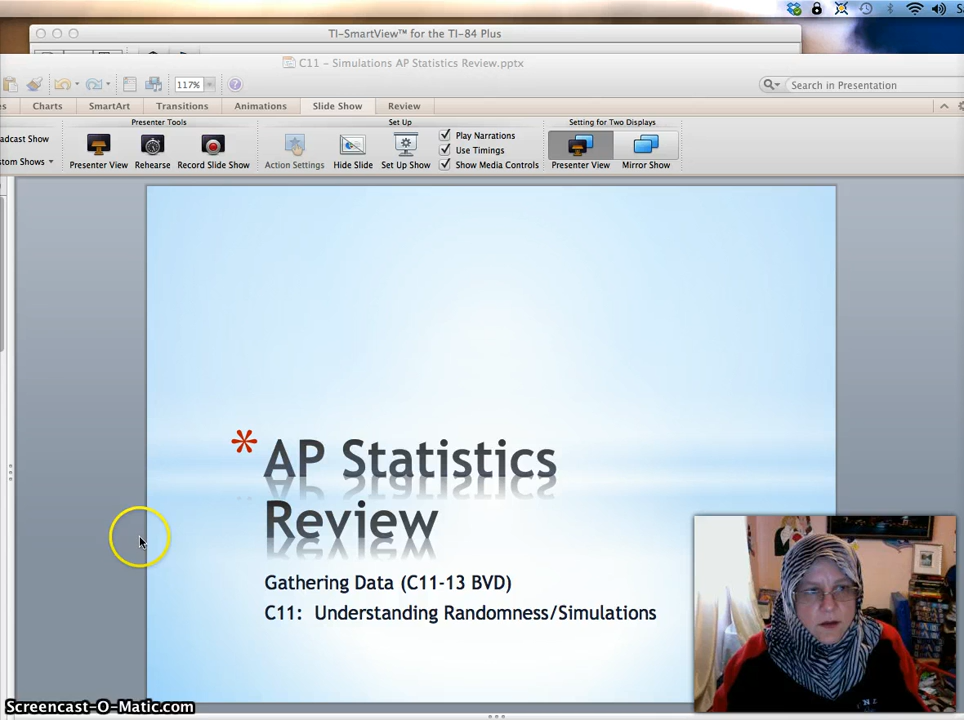 TI-SmartView™ for the TI-84 Plus
C11 - Simulations AP Statistics Review.pptx
117%
Search in Presentation
Charts SmartArt Transitions Animations Slide Show Review
Presenter Tools Set Up Setting for Two Displays
Play Narrations
Use Timings
Show Media Controls
Presenter View Rehearse Record Slide Show Action Settings Hide Slide Set Up Show Presenter View Mirror Show
adcast Show
tom Shows
* AP Statistics
Review
Gathering Data (C11-13 BVD)
C11: Understanding Randomness/Simulations
Screencast-O-Matic.com